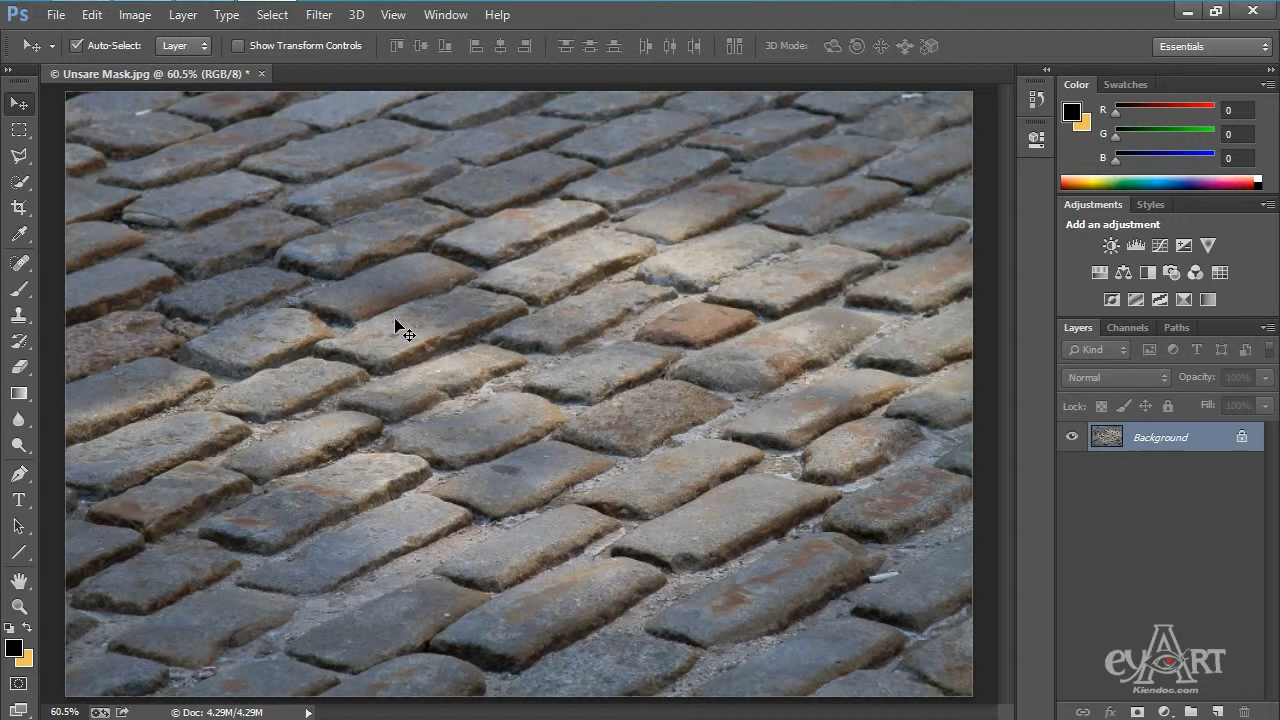 Ps File Edit Image Layer Type Select Filter 3D View Window Help
Auto-Select: Layer Show Transform Controls 3D Mode: Essentials
© Unsare Mask.jpg @ 60.5% (RGB/8) * ×
Color Swatches
R 0
G 0
B 0
Adjustments Styles
Add an adjustment
Layers Channels Paths
Kind
Normal Opacity: 100%
Lock: Fill: 100%
Background
eyART
Kiendoc.com
60.5% © Doc: 4.29M/4.29M